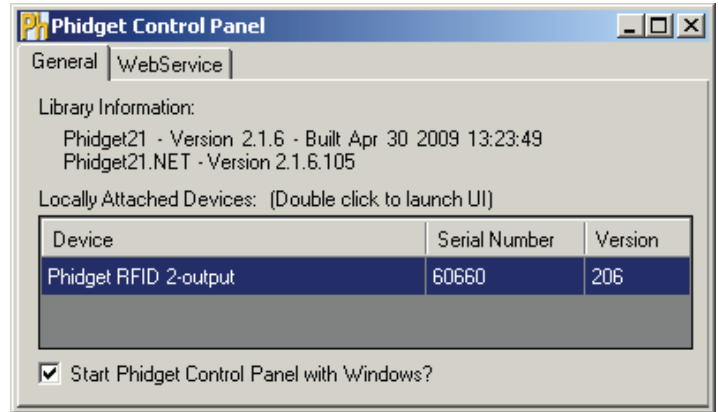 Ph Phidget Control Panel
General WebService
Library Information:
Phidget21 - Version 2.1.6 - Built Apr 30 2009 13:23:49
Phidget21.NET - Version 2.1.6.105
Locally Attached Devices: (Double click to launch UI)
Device Serial Number Version
Phidget RFID 2-output 60660 206
Start Phidget Control Panel with Windows?